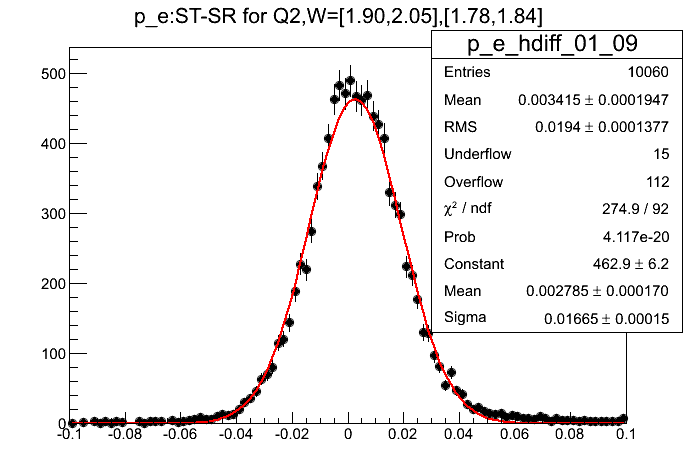 p_e:ST-SR for Q2,W=[1.90,2.05],[1.78,1.84]
p_e_hdiff_01_09
Entries 10060
Mean 0.003415 ± 0.0001947
RMS 0.0194 ± 0.0001377
Underflow 15
Overflow 112
χ² / ndf 274.9 / 92
Prob 4.117e-20
Constant 462.9 ± 6.2
Mean 0.002785 ± 0.000170
Sigma 0.01665 ± 0.00015
500
400
300
200
100
0
-0.1 -0.08 -0.06 -0.04 -0.02 0 0.02 0.04 0.06 0.08 0.1